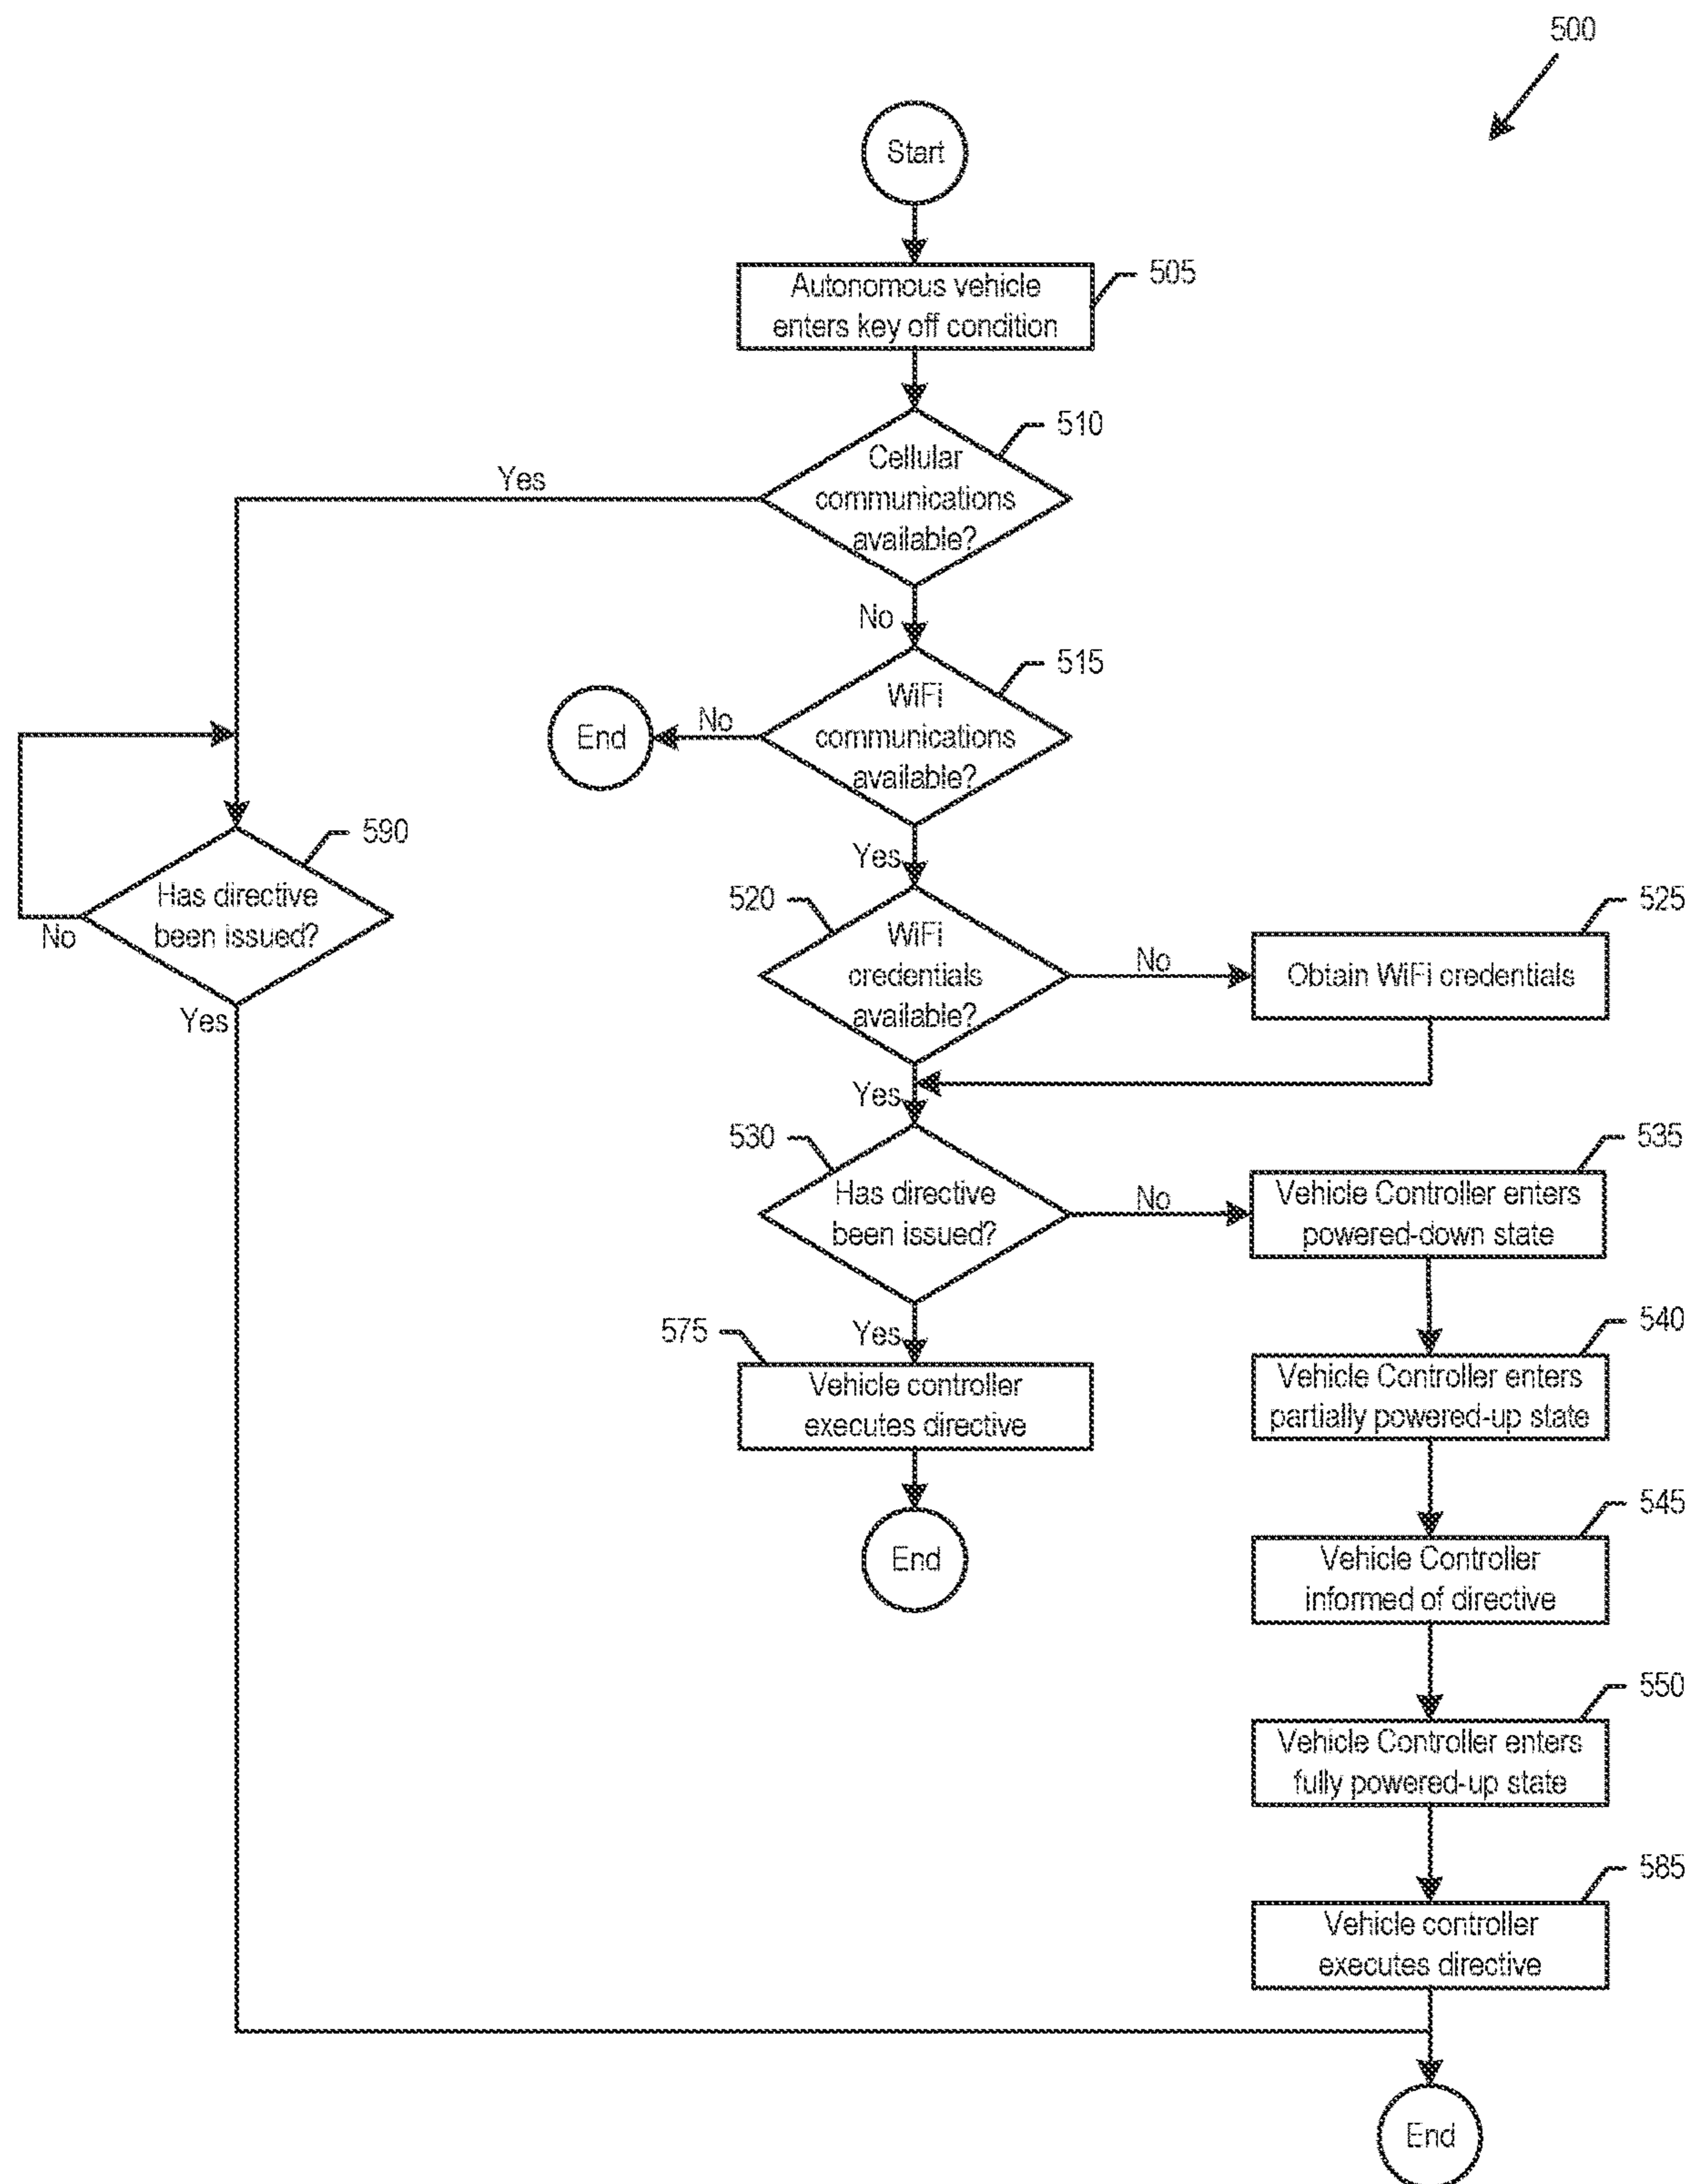 500
Start
Autonomous vehicle
enters key off condition
505
510
Cellular
communications
available?
Yes
No
515
WiFi
communications
available?
No
End
Yes
590
Has directive
been issued?
No
Yes
520
WiFi
credentials
available?
No
525
Obtain WiFi credentials
Yes
530
Has directive
been issued?
No
535
Vehicle Controller enters
powered-down state
Yes
575
Vehicle controller
executes directive
End
540
Vehicle Controller enters
partially powered-up state
545
Vehicle Controller
informed of directive
550
Vehicle Controller enters
fully powered-up state
585
Vehicle controller
executes directive
End